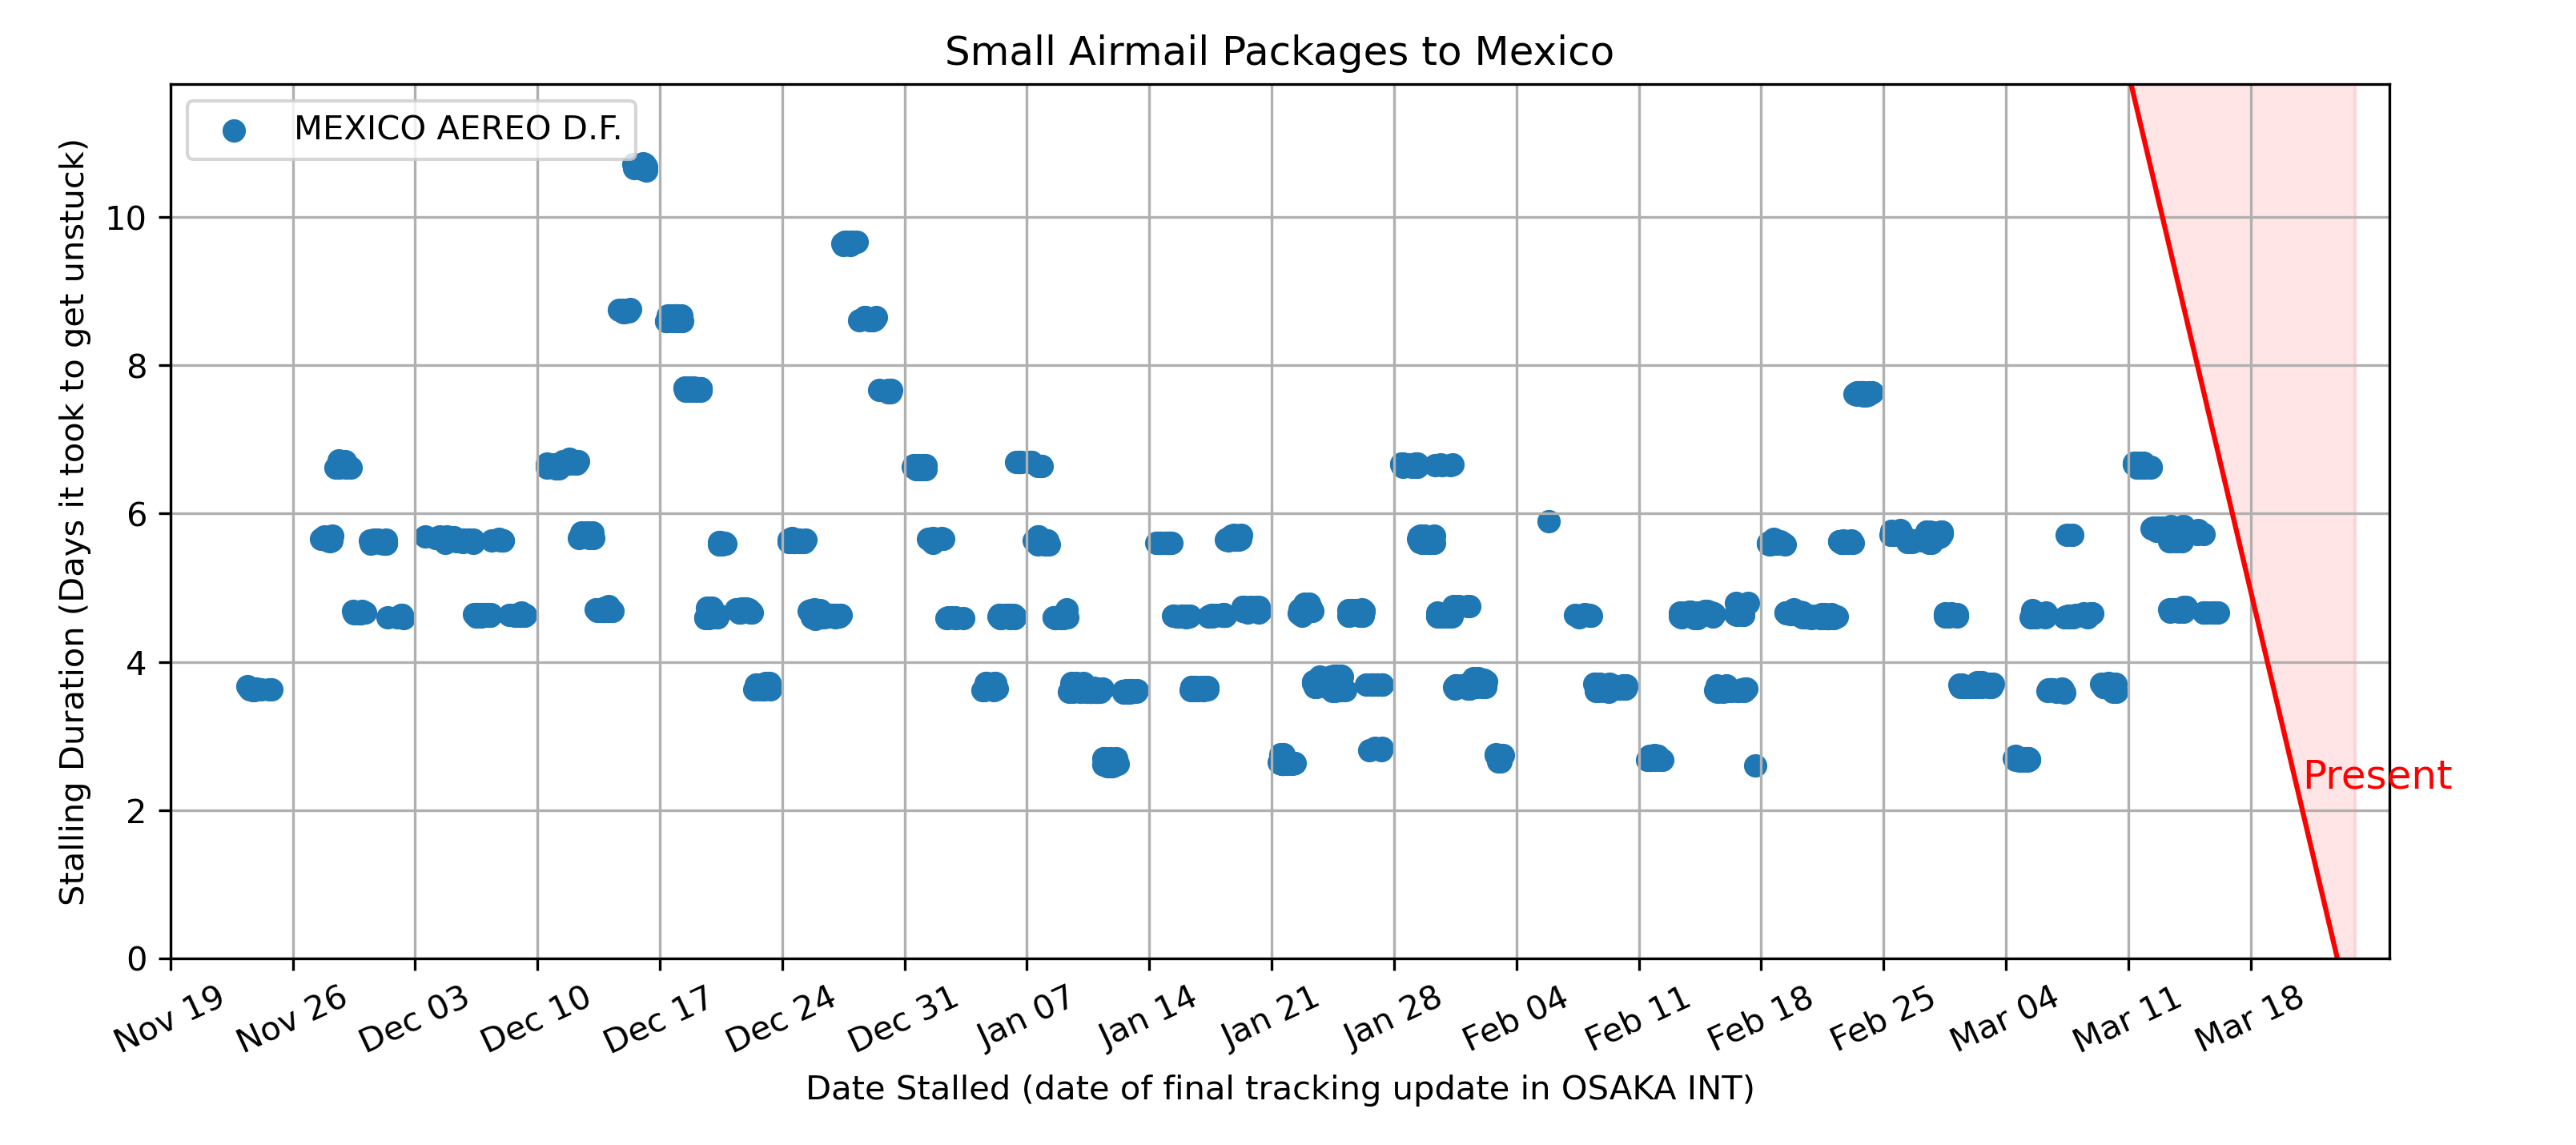 Small Airmail Packages to Mexico
MEXICO AEREO D.F.
Stalling Duration (Days it took to get unstuck)
10
8
6
4
2
0
Present
Nov 19
Nov 26
Dec 03
Dec 10
Dec 17
Dec 24
Dec 31
Jan 07
Jan 14
Jan 21
Jan 28
Feb 04
Feb 11
Feb 18
Feb 25
Mar 04
Mar 11
Mar 18
Date Stalled (date of final tracking update in OSAKA INT)